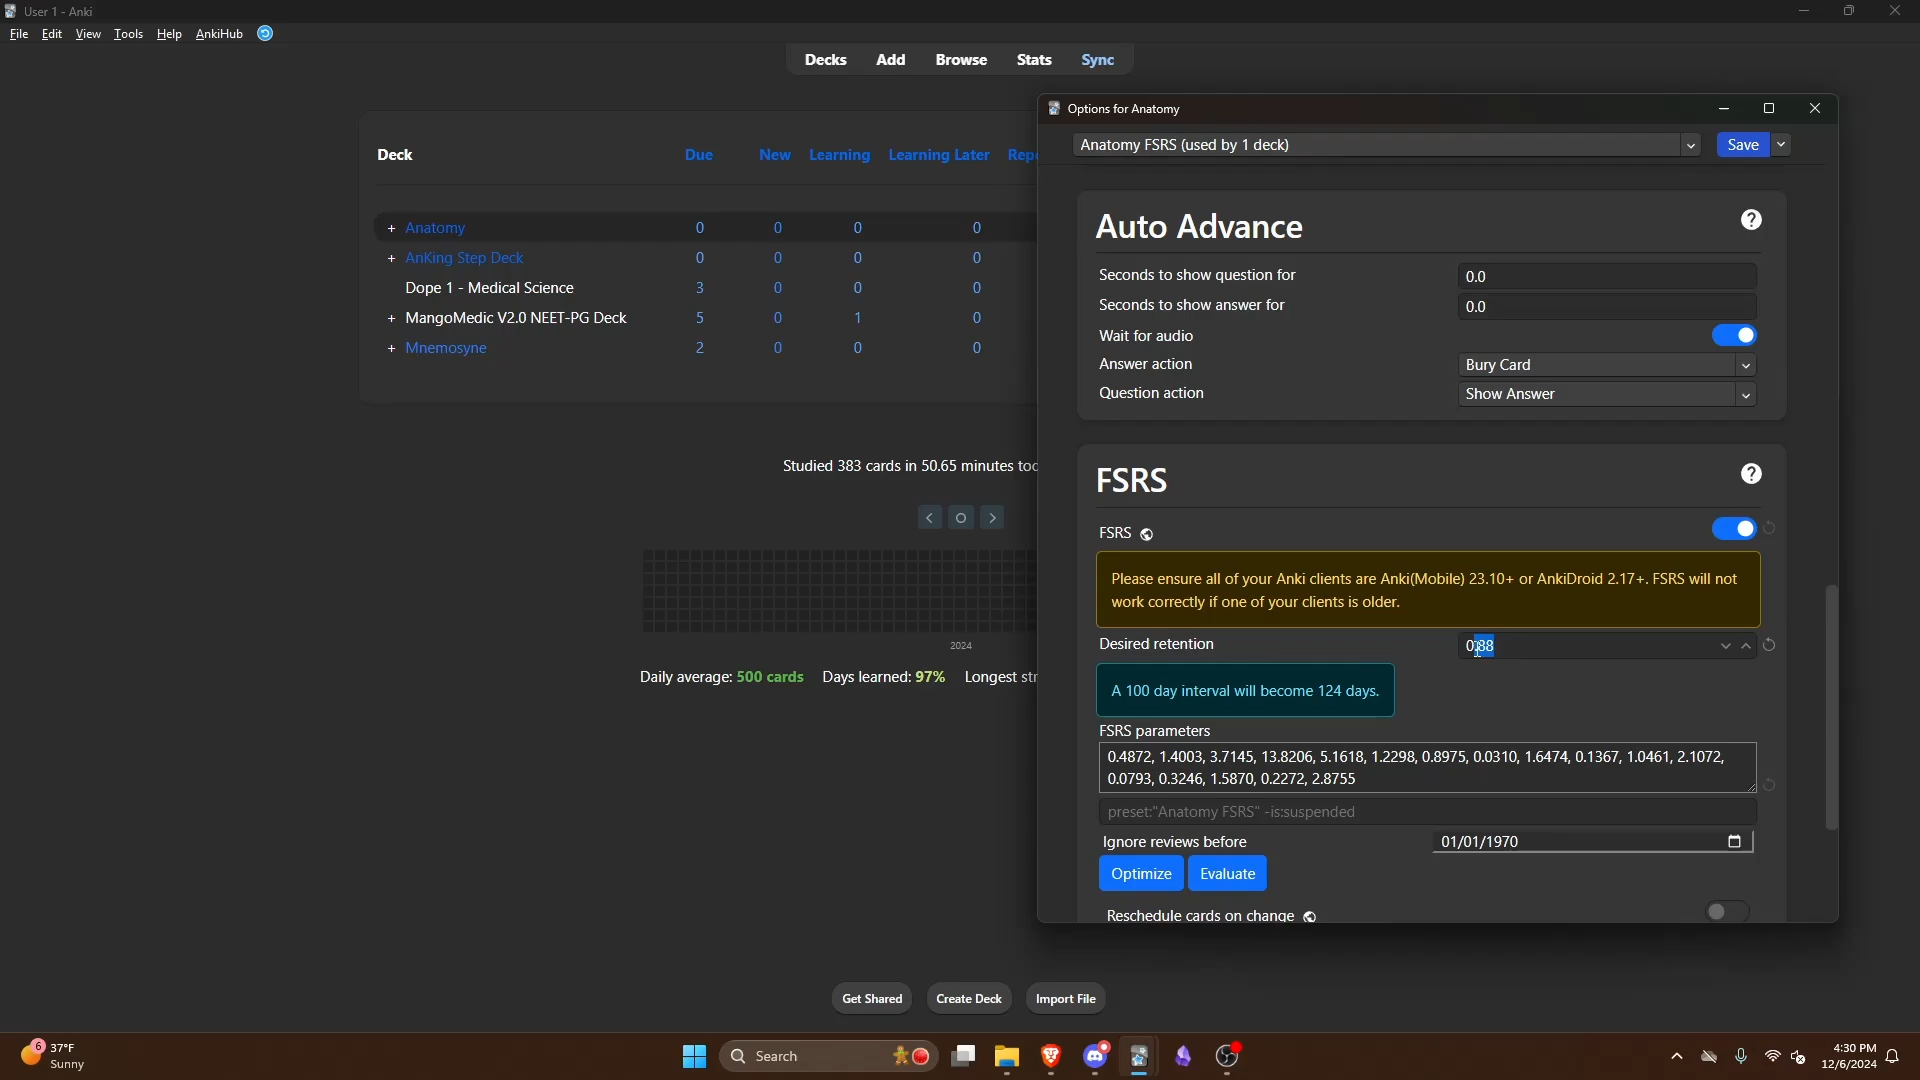 User 1 - Anki
File Edit View Tools Help AnkiHub
Decks Add Browse Stats Sync
Deck Due New Learning Learning Later
Anatomy 0 0 0 0
AnKing Step Deck 0 0 0 0
Dope 1 - Medical Science 3 0 0 0
MangoMedic V2.0 NEET-PG Deck 5 0 1 0
Mnemosyne 2 0 0 0
Studied 383 cards in 50.65 minutes
2024
Daily average: 500 cards Days learned: 97% Longest
Get Shared Create Deck Import File
Options for Anatomy
Anatomy FSRS (used by 1 deck) Save
Auto Advance
Seconds to show question for 0.0
Seconds to show answer for 0.0
Wait for audio
Answer action Bury Card
Question action Show Answer
FSRS
FSRS
Please ensure all of your Anki clients are Anki(Mobile) 23.10+ or AnkiDroid 2.17+. FSRS will not
work correctly if one of your clients is older.
Desired retention 0.88
A 100 day interval will become 124 days.
FSRS parameters
0.4872, 1.4003, 3.7145, 13.8206, 5.1618, 1.2298, 0.8975, 0.0310, 1.6474, 0.1367, 1.0461, 2.1072,
0.0793, 0.3246, 1.5870, 0.2272, 2.8755
preset:"Anatomy FSRS" -is:suspended
Ignore reviews before 01/01/1970
Optimize Evaluate
Reschedule cards on change
6
37°F
Sunny
Search
4:30 PM
12/6/2024